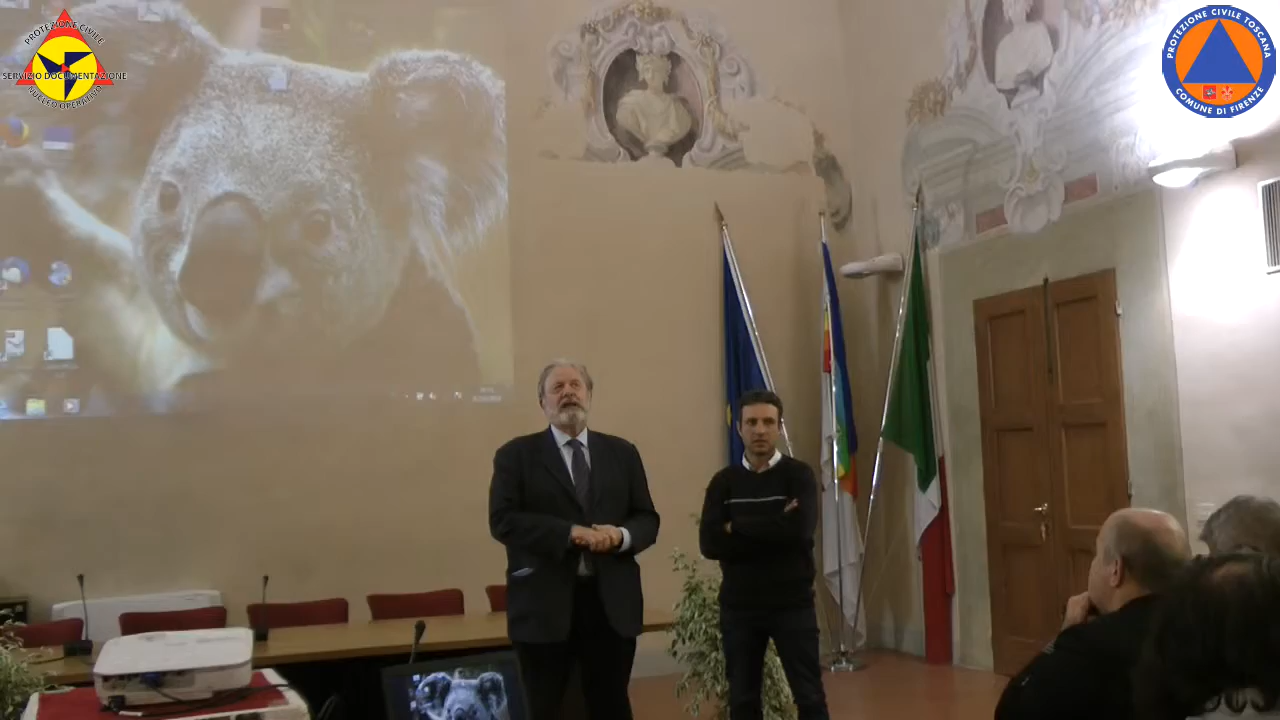 PROTEZIONE CIVILE
SERVIZIO DOCUMENTAZIONE
NUCLEO OPERATIVO
PROTEZIONE CIVILE TOSCANA
COMUNE DI FIRENZE